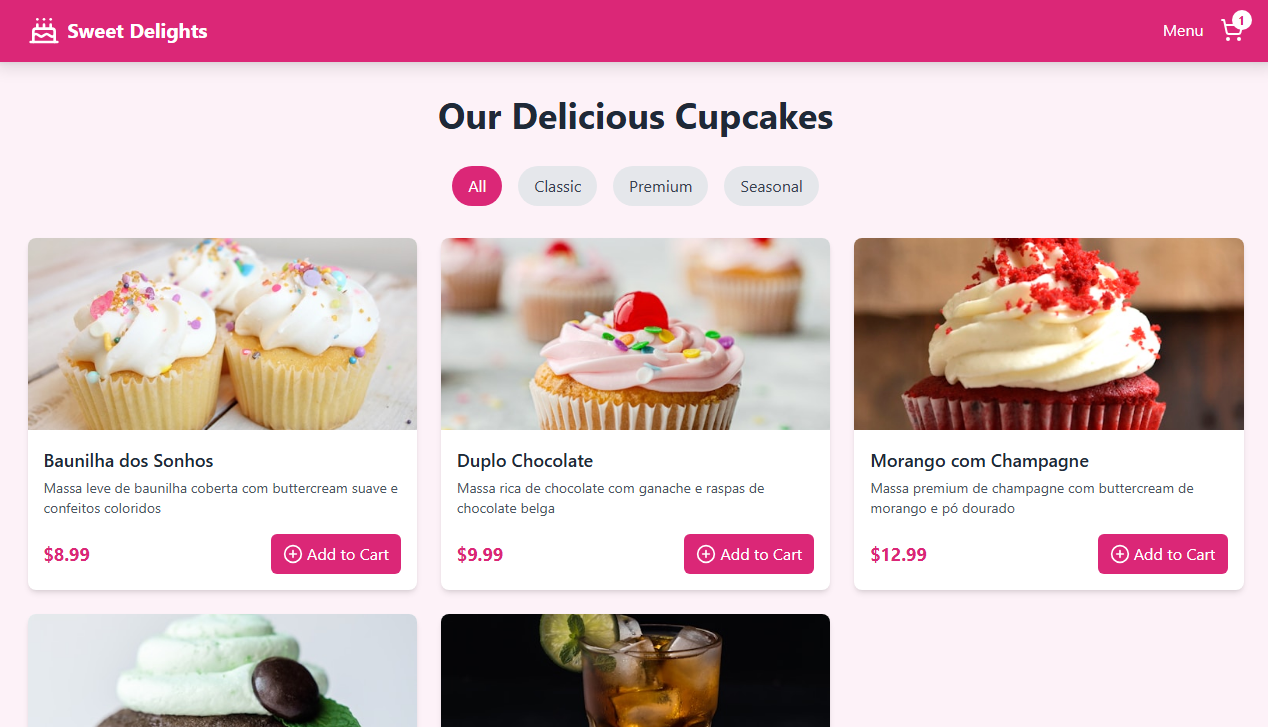 Sweet Delights
Menu
1
Our Delicious Cupcakes
All
Classic
Premium
Seasonal
Baunilha dos Sonhos
Massa leve de baunilha coberta com buttercream suave e
confeitos coloridos
$8.99
Add to Cart
Duplo Chocolate
Massa rica de chocolate com ganache e raspas de
chocolate belga
$9.99
Add to Cart
Morango com Champagne
Massa premium de champagne com buttercream de
morango e pó dourado
$12.99
Add to Cart